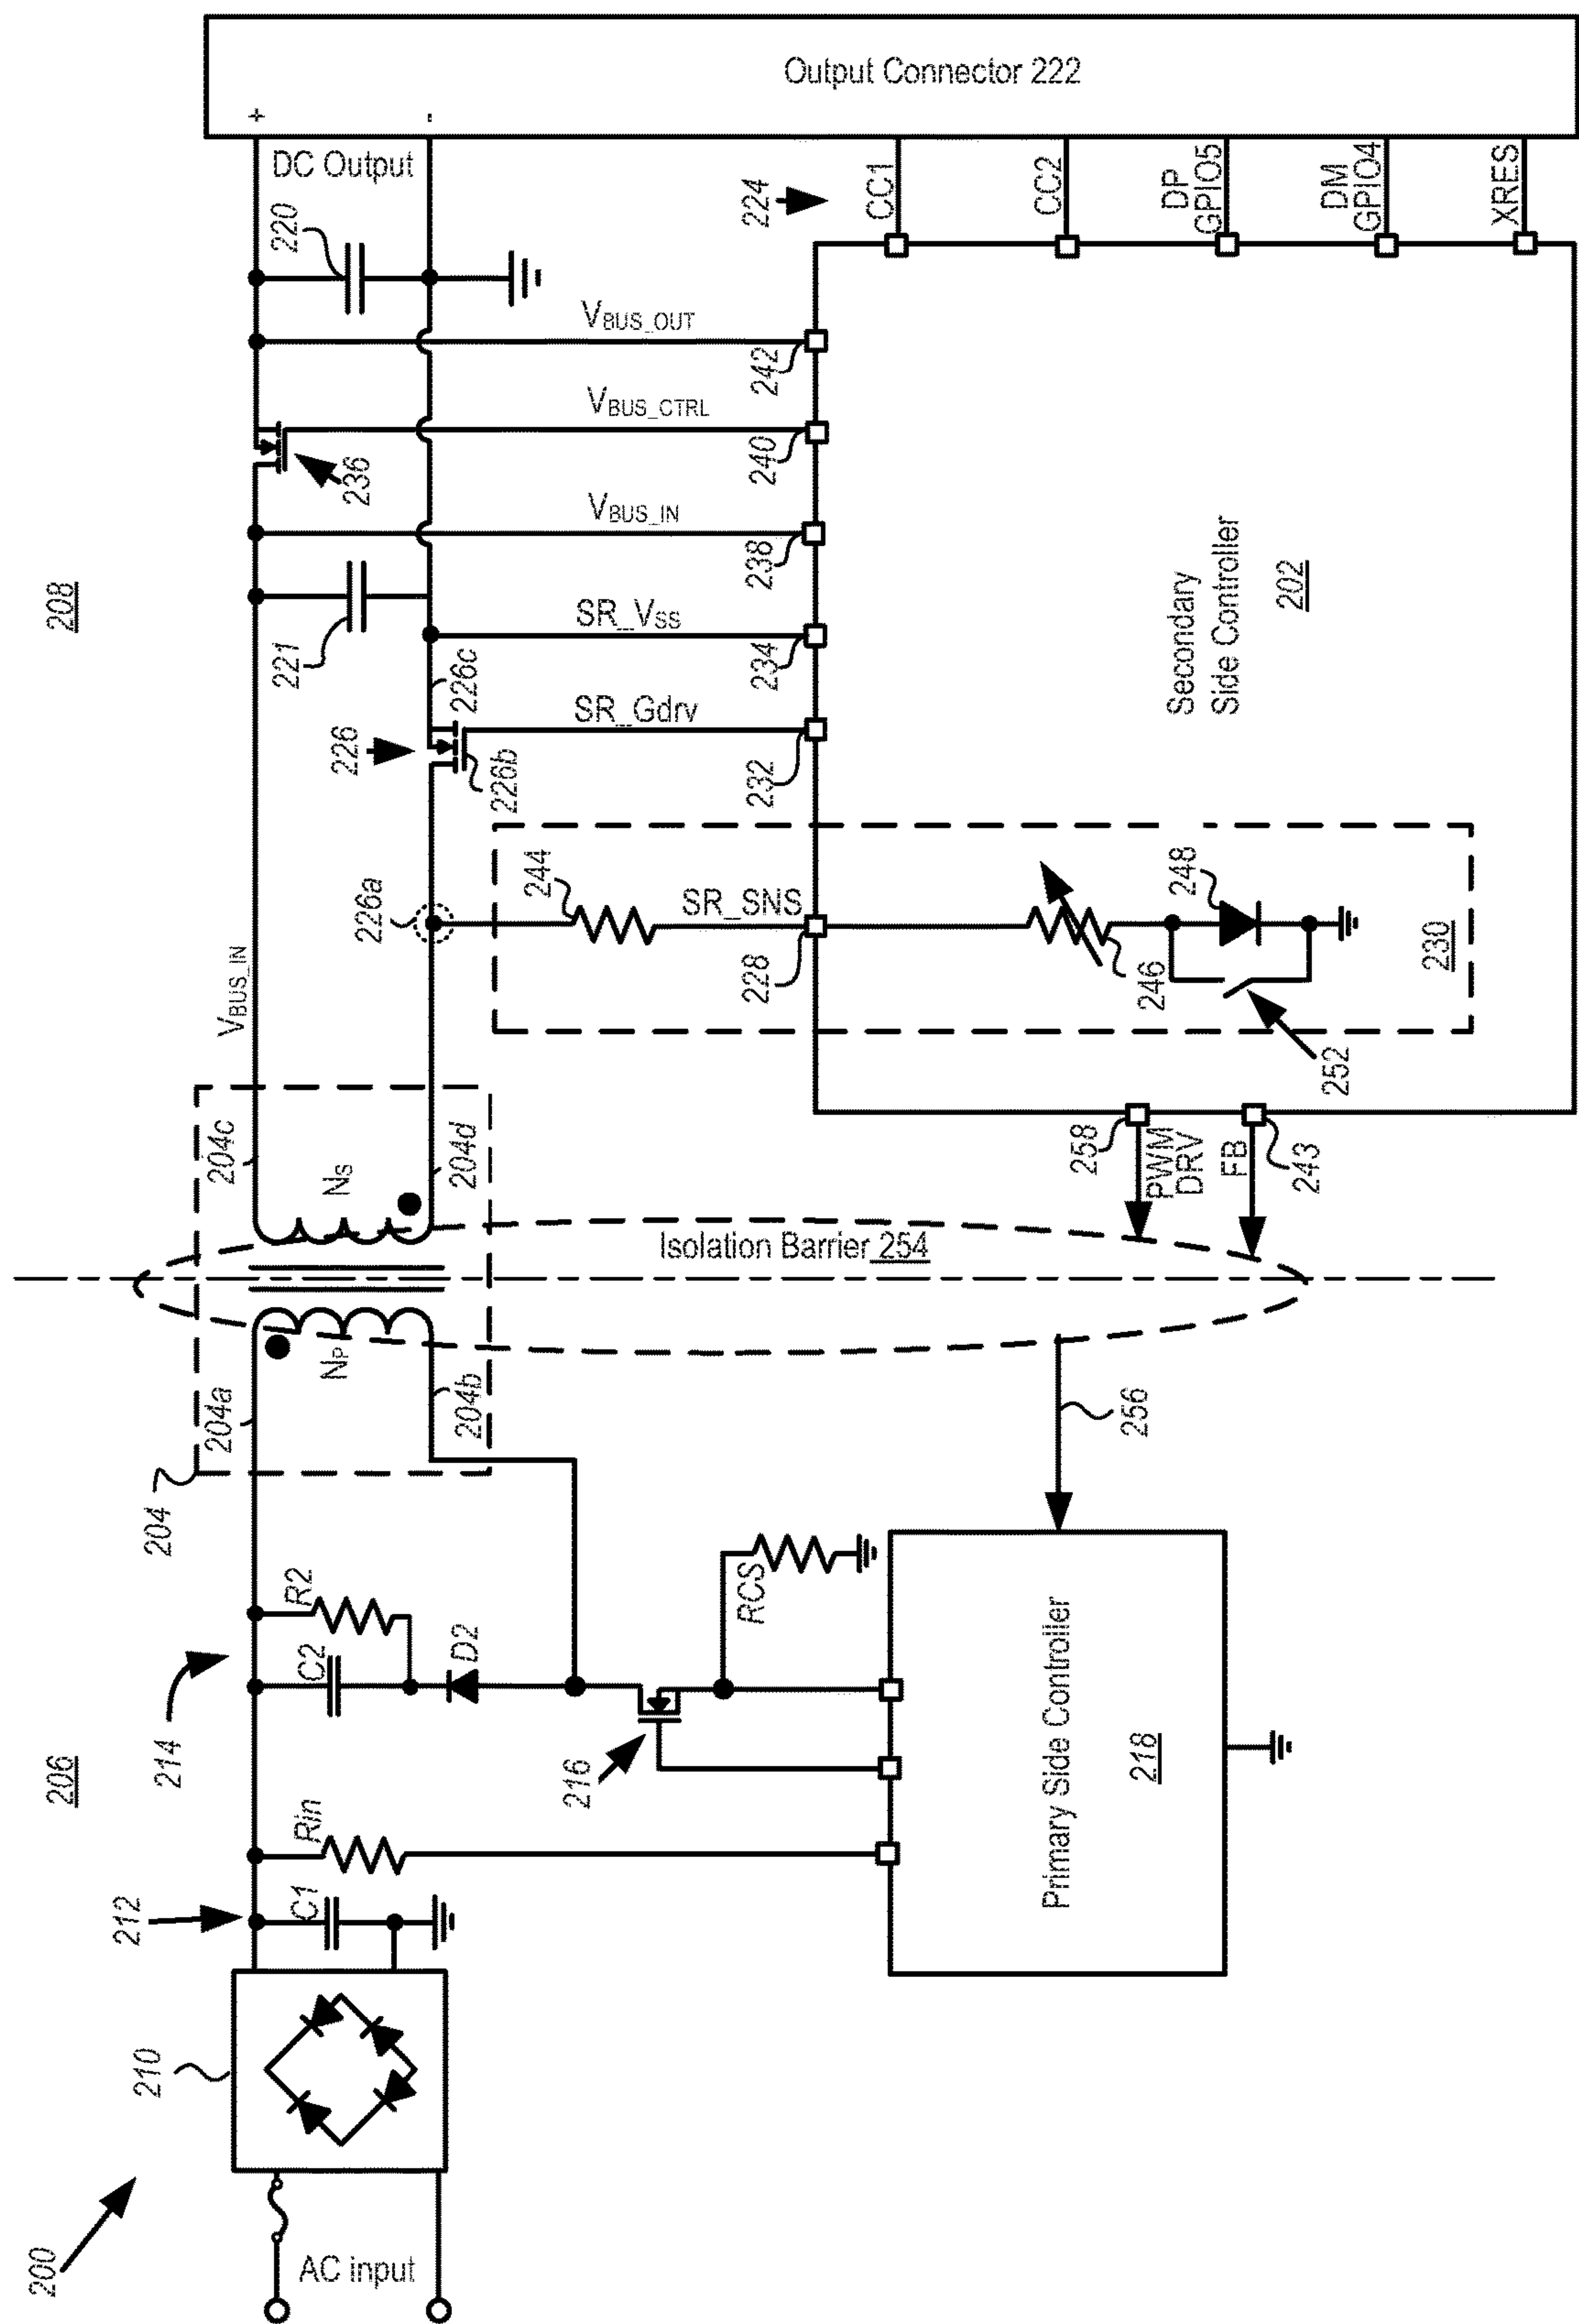 Output Connector 222
+
-
DC Output
220
224
CC1
CC2
DP
GPIO5
DM
GPIO4
XRES
VBUS_OUT
242
VBUS_CTRL
240
236
VBUS_IN
238
208
221
SR_VSS
234
226c
226
226b
SR_Gdrv
232
Secondary
Side Controller
202
226a
244
SR_SNS
228
246
248
230
252
VBUS_IN
204c
NS
204d
258
PWM
DRV
FB
243
Isolation Barrier 254
204a
NP
204b
204
256
R2
C2
D2
214
RCS
216
206
Rin
Primary Side Controller
218
212
C1
210
200
AC input